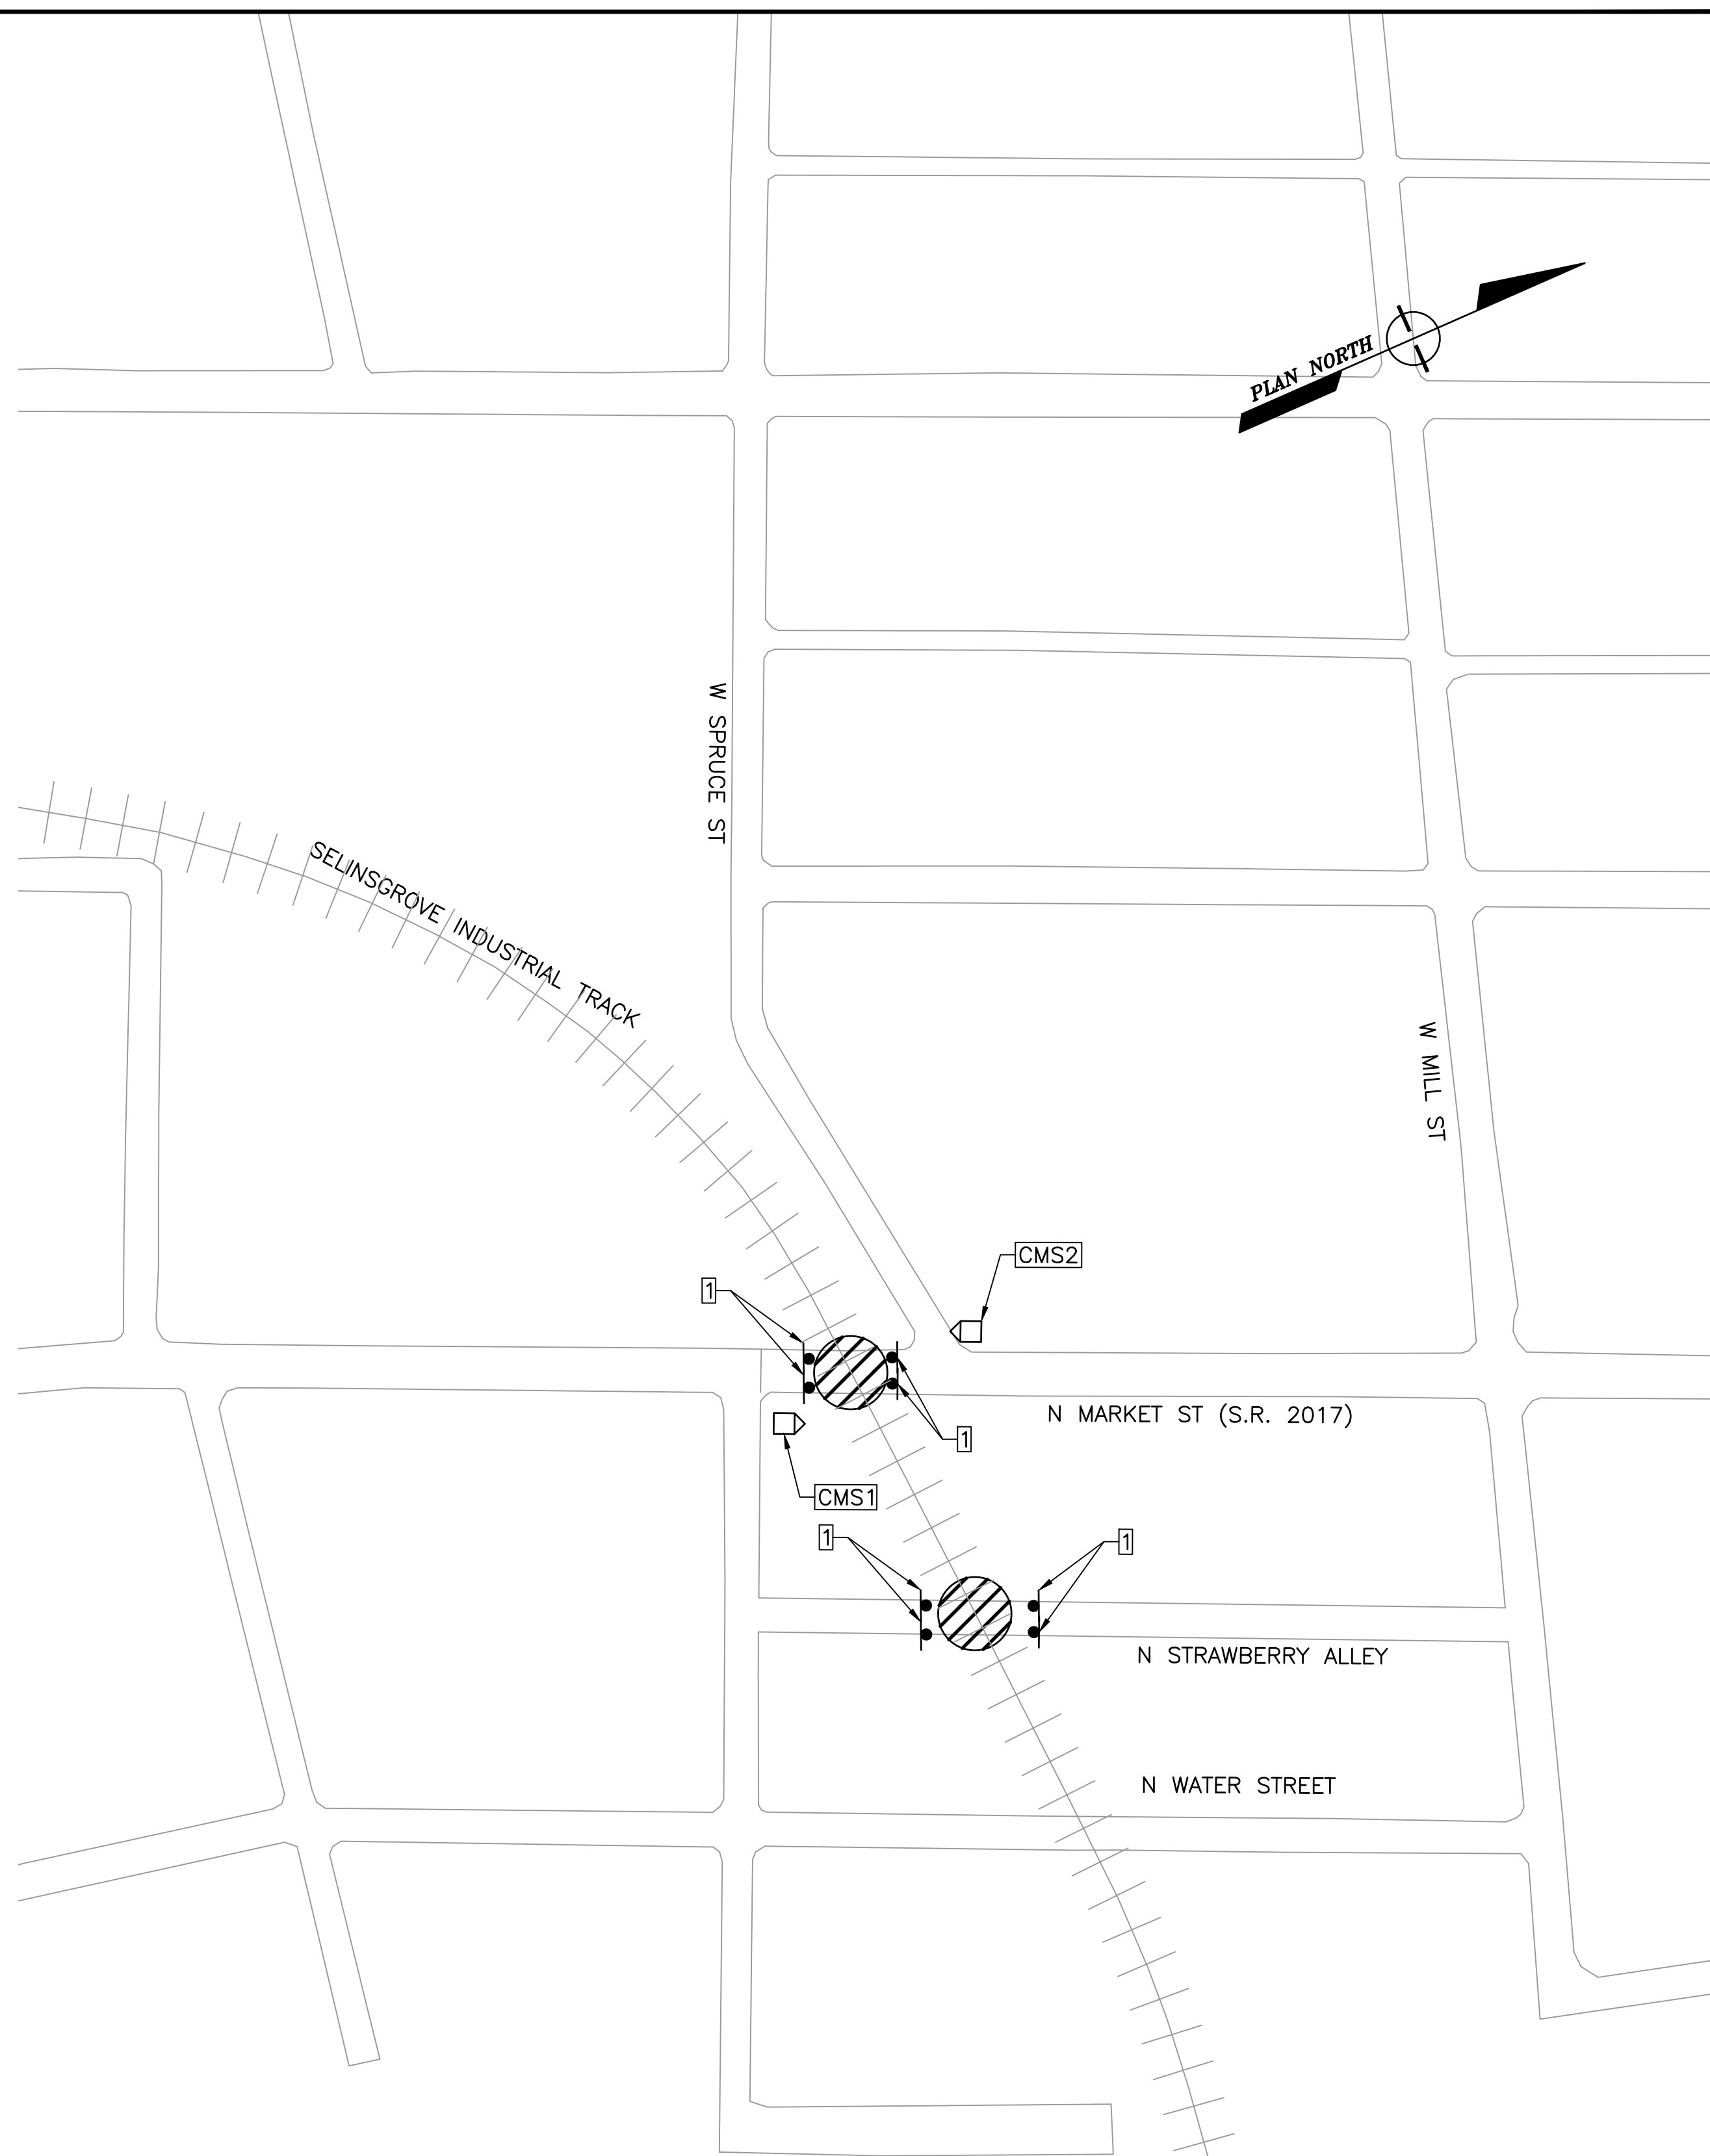 PLAN NORTH
W SPRUCE ST
SELINSGROVE INDUSTRIAL TRACK
W MILL ST
CMS2
1
N MARKET ST (S.R. 2017)
1
CMS1
1
1
N STRAWBERRY ALLEY
N WATER STREET